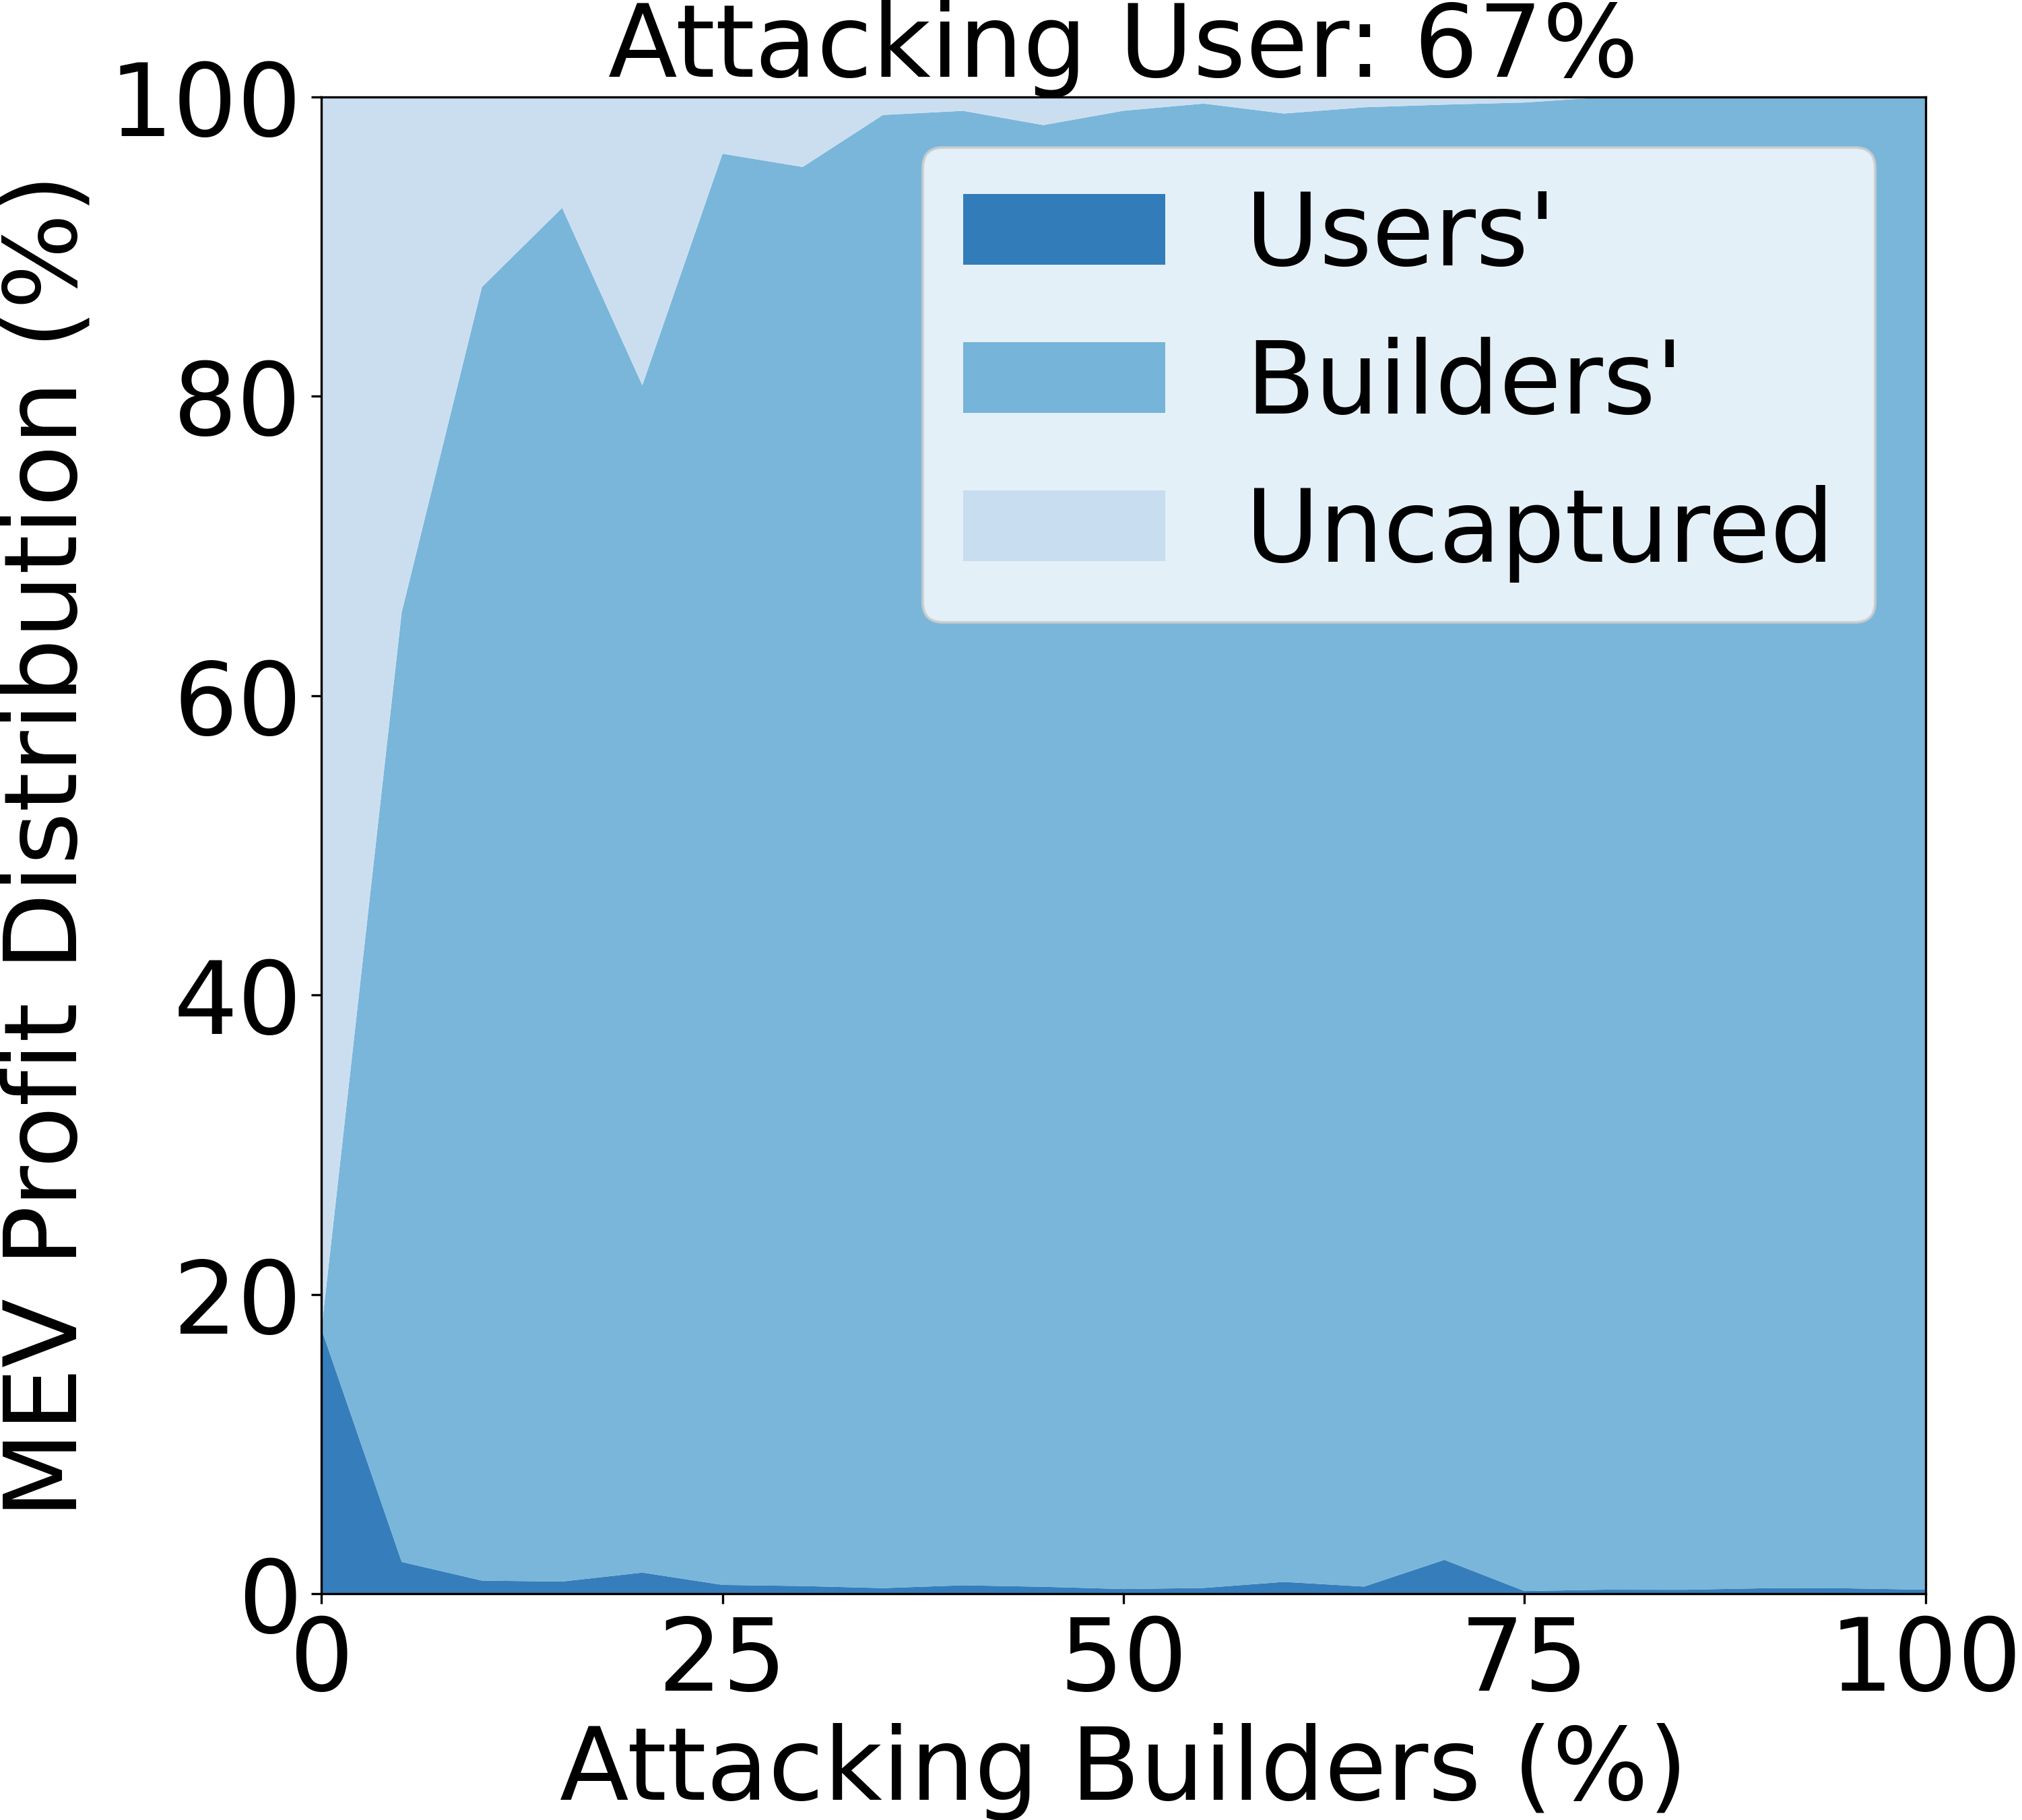 Attacking User: 67%
MEV Profit Distribution (%)
100
80
60
40
20
0
Users'
Builders'
Uncaptured
0 25 50 75 100
Attacking Builders (%)